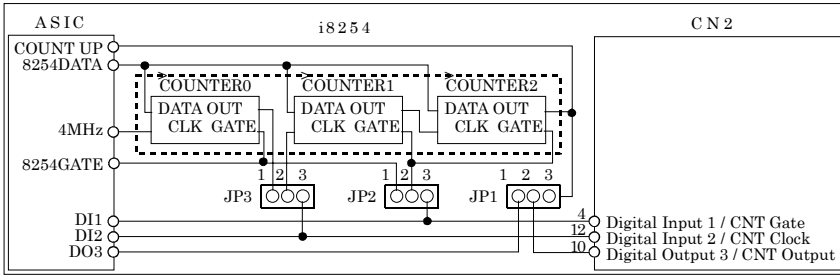 ASIC
i8254
CN2
COUNT UP
8254DATA
COUNTER0
COUNTER1
COUNTER2
DATA OUT
DATA OUT
DATA OUT
4MHz
CLK GATE
CLK GATE
CLK GATE
8254GATE
1 2 3
1 2 3
1 2 3
JP3
JP2
JP1
DI1
4
Digital Input 1 / CNT Gate
DI2
12
Digital Input 2 / CNT Clock
DO3
10
Digital Output 3 / CNT Output